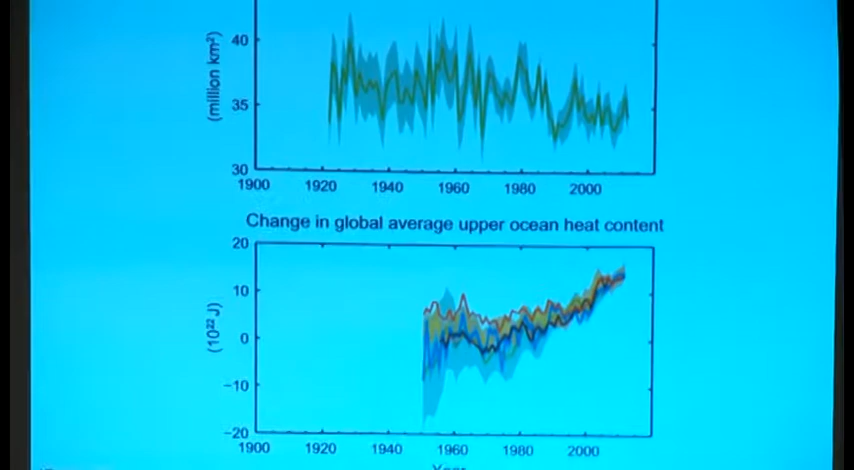 40
(million km²)
35
30
1900 1920 1940 1960 1980 2000
Change in global average upper ocean heat content
20
10
(10²² J)
0
−10
−20
1900 1920 1940 1960 1980 2000
Year